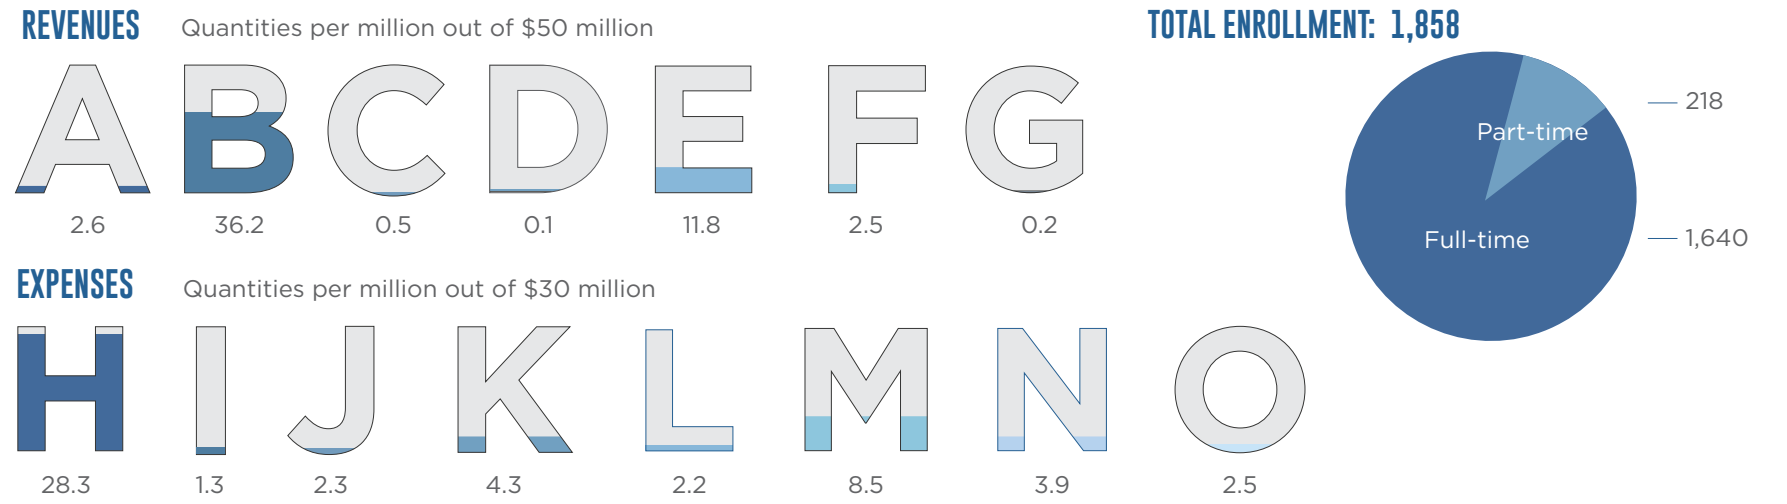 REVENUES Quantities per million out of $50 million
A B C D E F G
2.6 36.2 0.5 0.1 11.8 2.5 0.2
EXPENSES Quantities per million out of $30 million
H I J K L M N O
28.3 1.3 2.3 4.3 2.2 8.5 3.9 2.5
TOTAL ENROLLMENT: 1,858
218
Part-time
Full-time
1,640